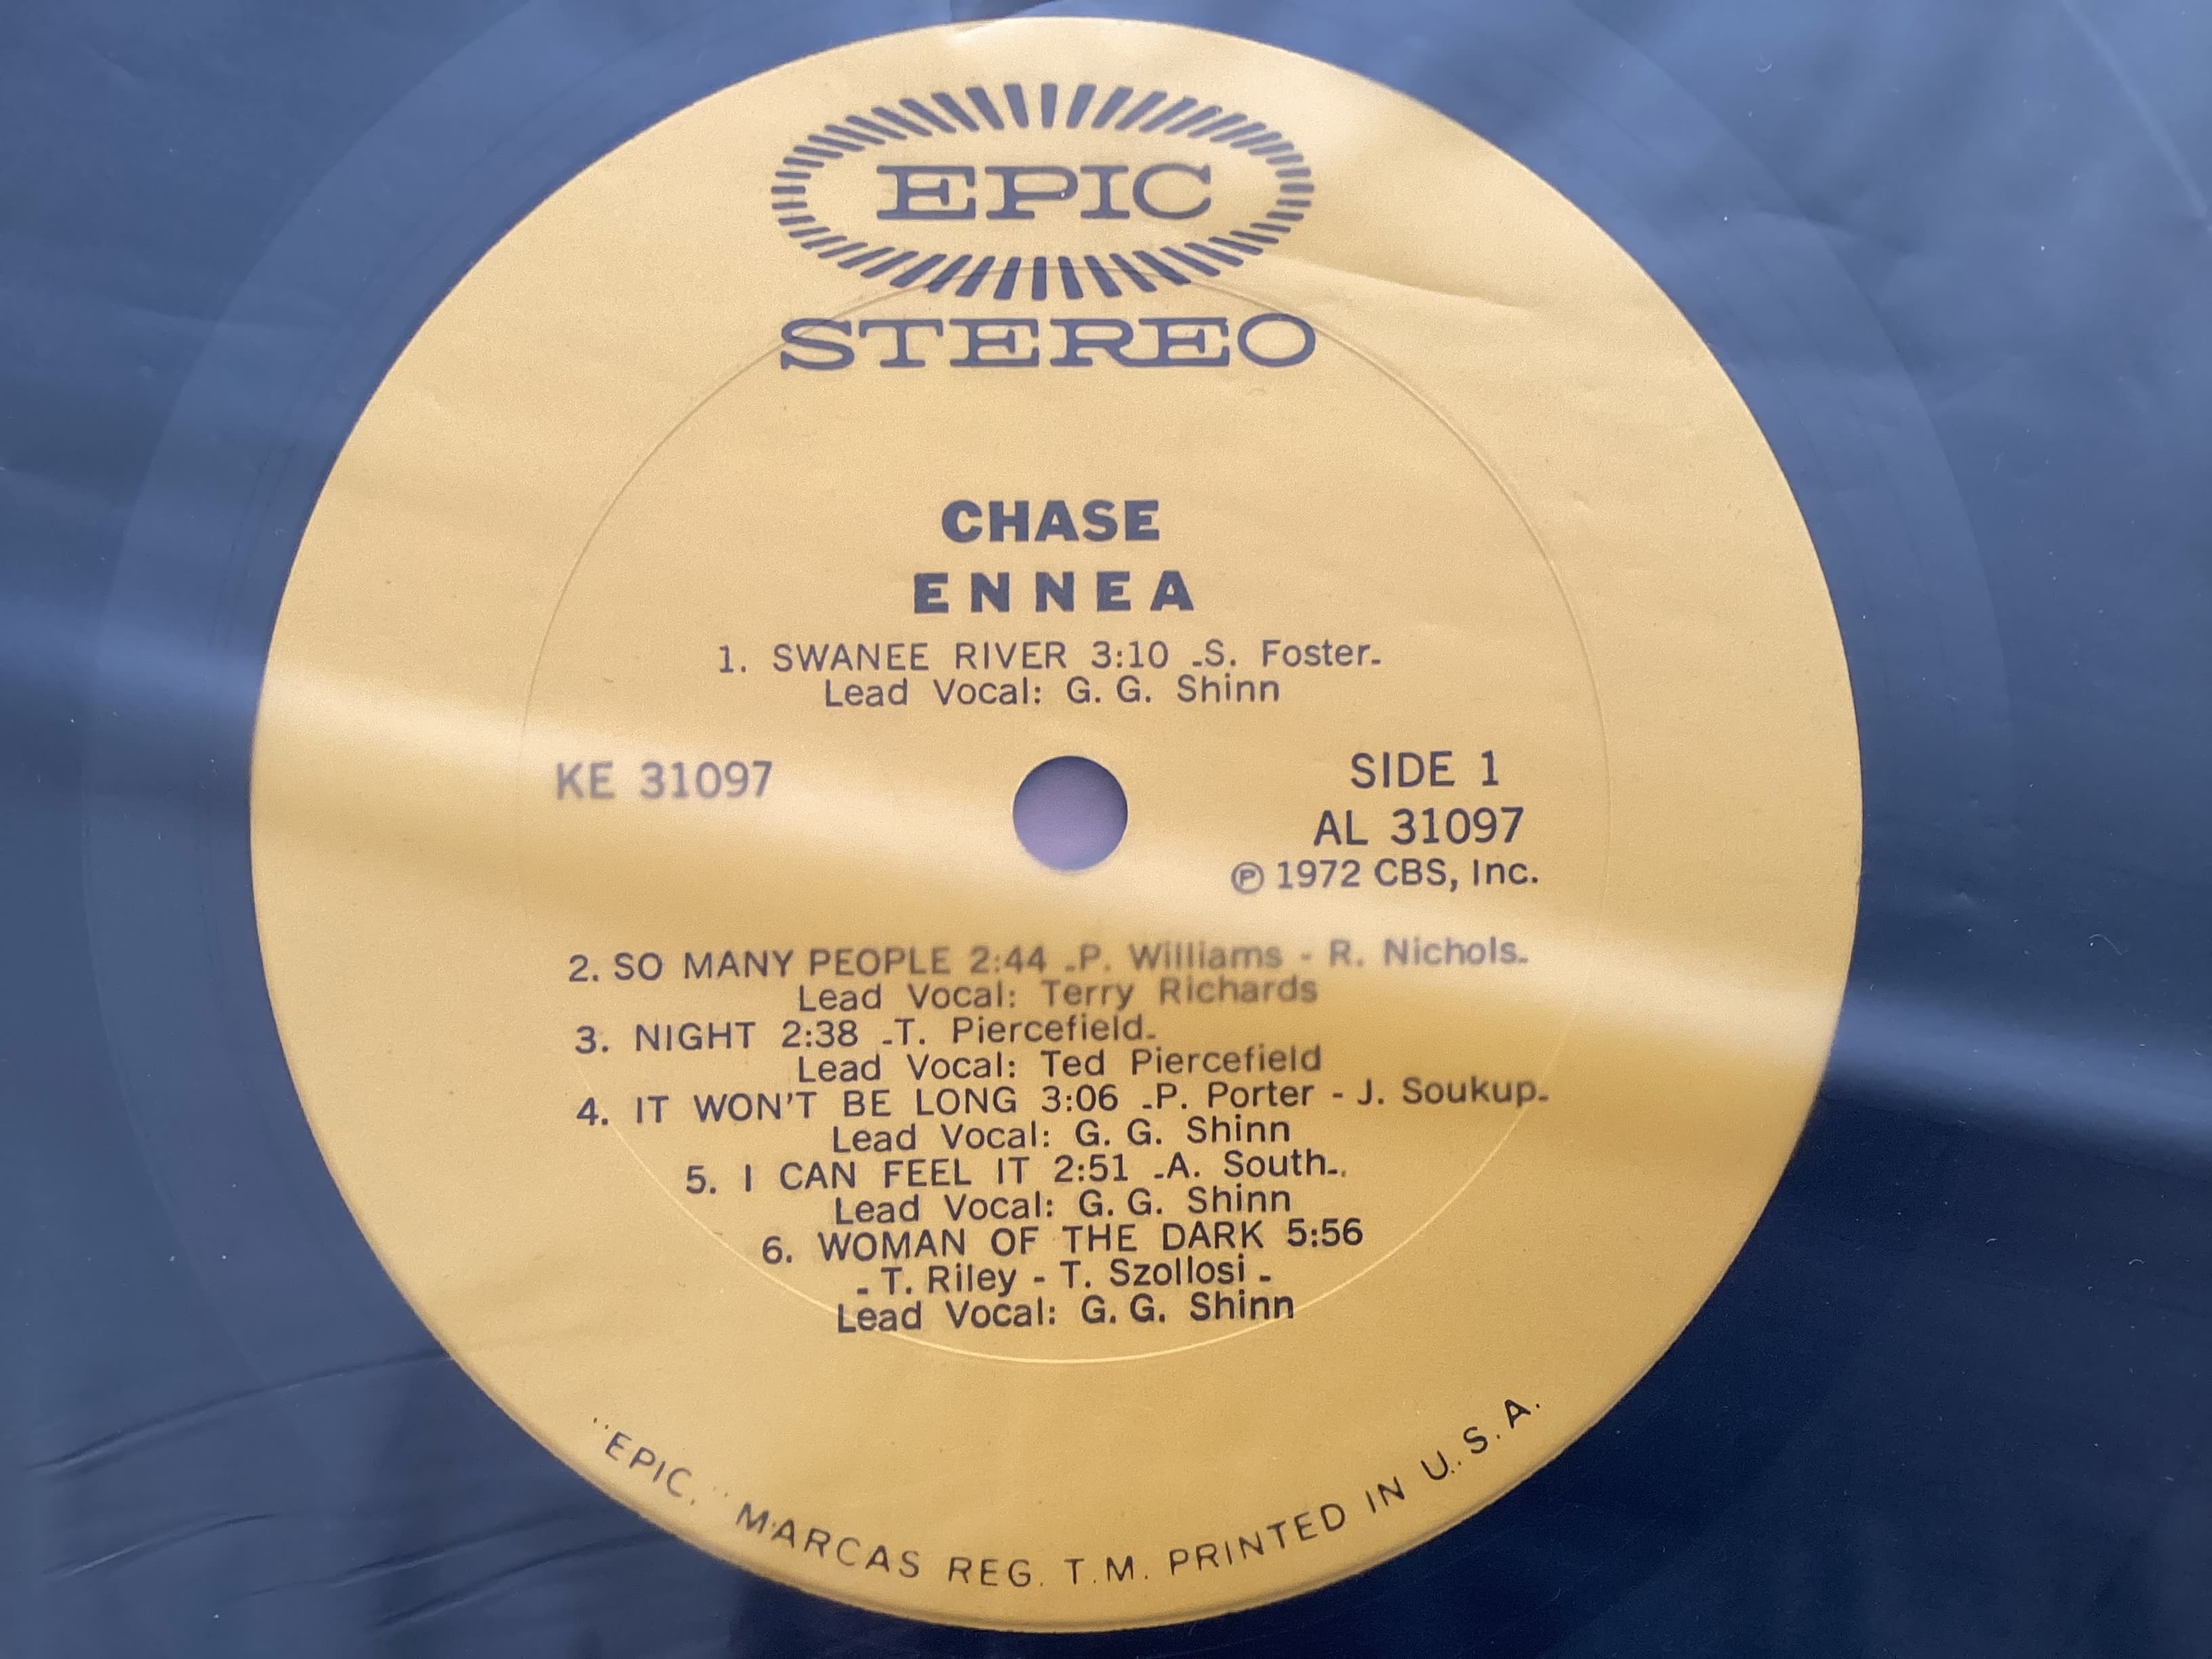 EPIC
STEREO
CHASE
ENNEA
1. SWANEE RIVER 3:10 -S. Foster-
Lead Vocal: G. G. Shinn
KE 31097
SIDE 1
AL 31097
℗ 1972 CBS, Inc.
2. SO MANY PEOPLE 2:44 -P. Williams - R. Nichols-
Lead Vocal: Terry Richards
3. NIGHT 2:38 -T. Piercefield-
Lead Vocal: Ted Piercefield
4. IT WON'T BE LONG 3:06 -P. Porter - J. Soukup-
Lead Vocal: G. G. Shinn
5. I CAN FEEL IT 2:51 -A. South-
Lead Vocal: G. G. Shinn
6. WOMAN OF THE DARK 5:56
- T. Riley - T. Szollosi -
Lead Vocal: G. G. Shinn
"EPIC," MARCAS REG. T.M. PRINTED IN U.S.A.